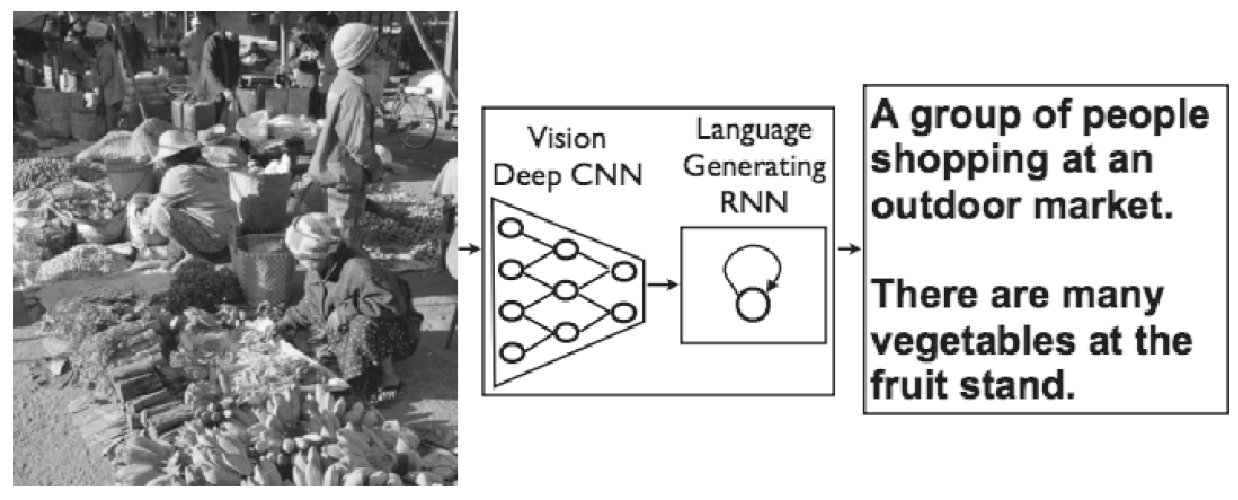 Vision
Deep CNN
Language
Generating
RNN
A group of people
shopping at an
outdoor market.
There are many
vegetables at the
fruit stand.